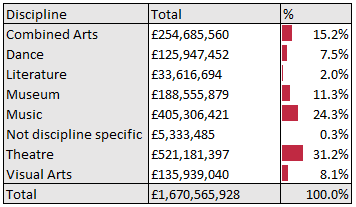 Discipline Total %
Combined Arts £254,685,560 15.2%
Dance £125,947,452 7.5%
Literature £33,616,694 2.0%
Museum £188,555,879 11.3%
Music £405,306,421 24.3%
Not discipline specific £5,333,485 0.3%
Theatre £521,181,397 31.2%
Visual Arts £135,939,040 8.1%
Total £1,670,565,928 100.0%